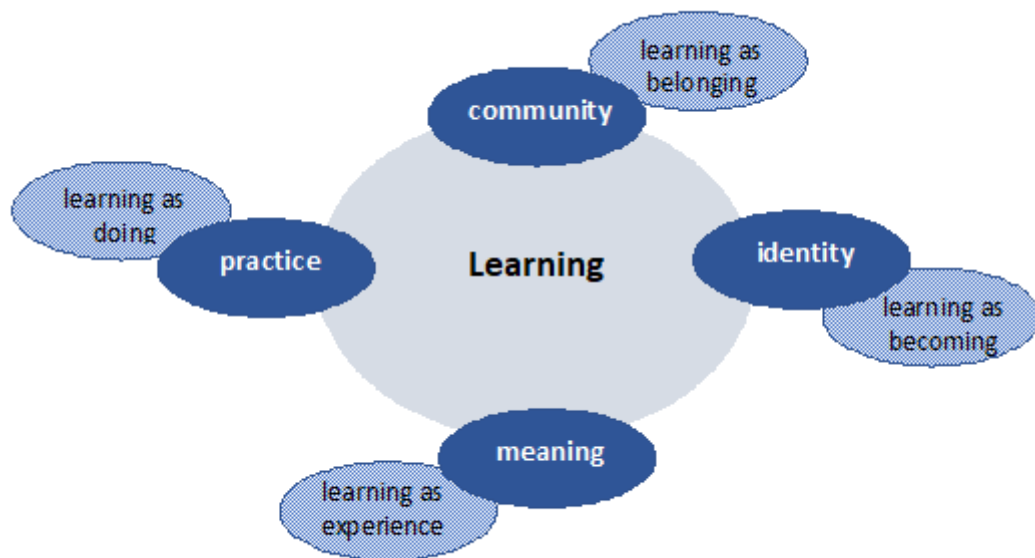 learning as
belonging
community
learning as
doing
practice
Learning
identity
learning as
becoming
meaning
learning as
experience